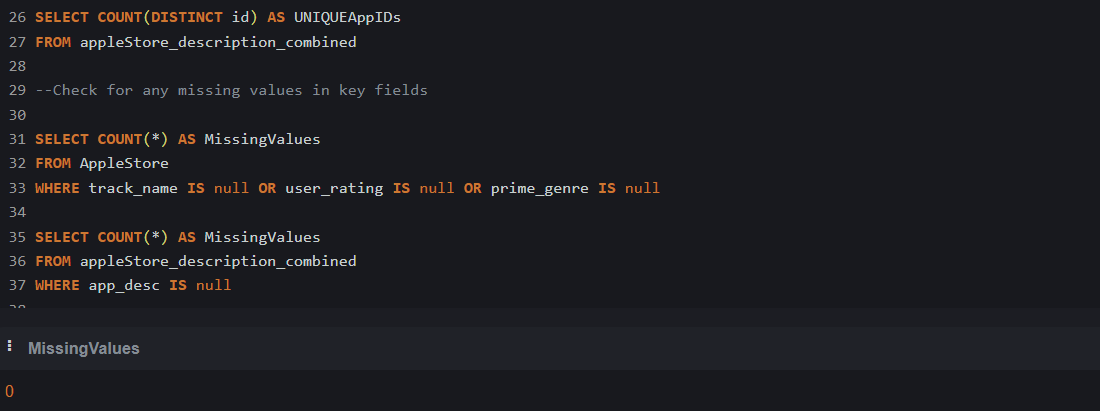 26 SELECT COUNT(DISTINCT id) AS UNIQUEAppIDs
27 FROM appleStore_description_combined
28
29 --Check for any missing values in key fields
30
31 SELECT COUNT(*) AS MissingValues
32 FROM AppleStore
33 WHERE track_name IS null OR user_rating IS null OR prime_genre IS null
34
35 SELECT COUNT(*) AS MissingValues
36 FROM appleStore_description_combined
37 WHERE app_desc IS null
MissingValues
0